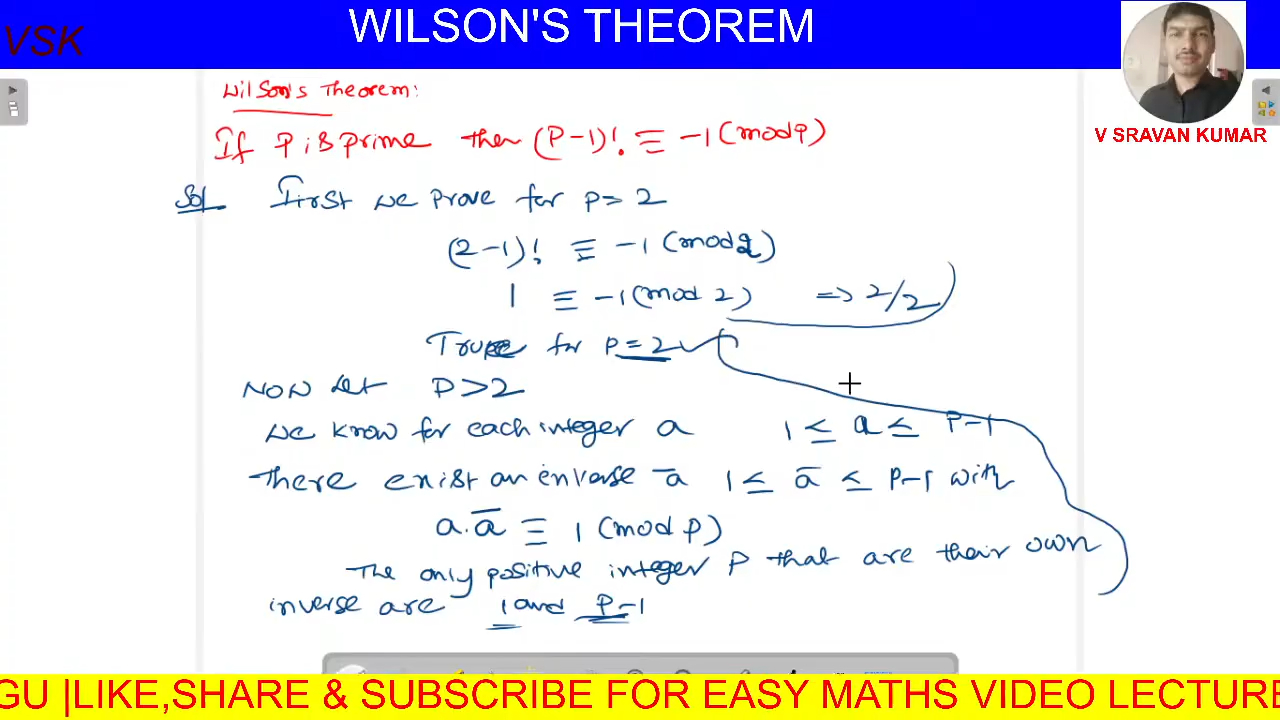 WILSON'S THEOREM
VSK
V SRAVAN KUMAR
Wilson's Theorem:
If P is prime then (P-1)! ≡ -1 (mod P)
Sol First we prove for P = 2
(2-1)! ≡ -1 (mod 2)
1 ≡ -1 (mod 2) => 2/2
True for P = 2
Now let P > 2
we know for each integer a 1 ≤ a ≤ P-1
There exist an inverse ā 1 ≤ ā ≤ P-1 with
a.ā ≡ 1 (mod p)
The only positive integer P that are their own
inverse are 1 and P-1
GU |LIKE,SHARE & SUBSCRIBE FOR EASY MATHS VIDEO LECTURE